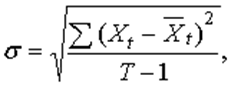 σ = √(∑(X_t − X̅_t)² / (T − 1)),